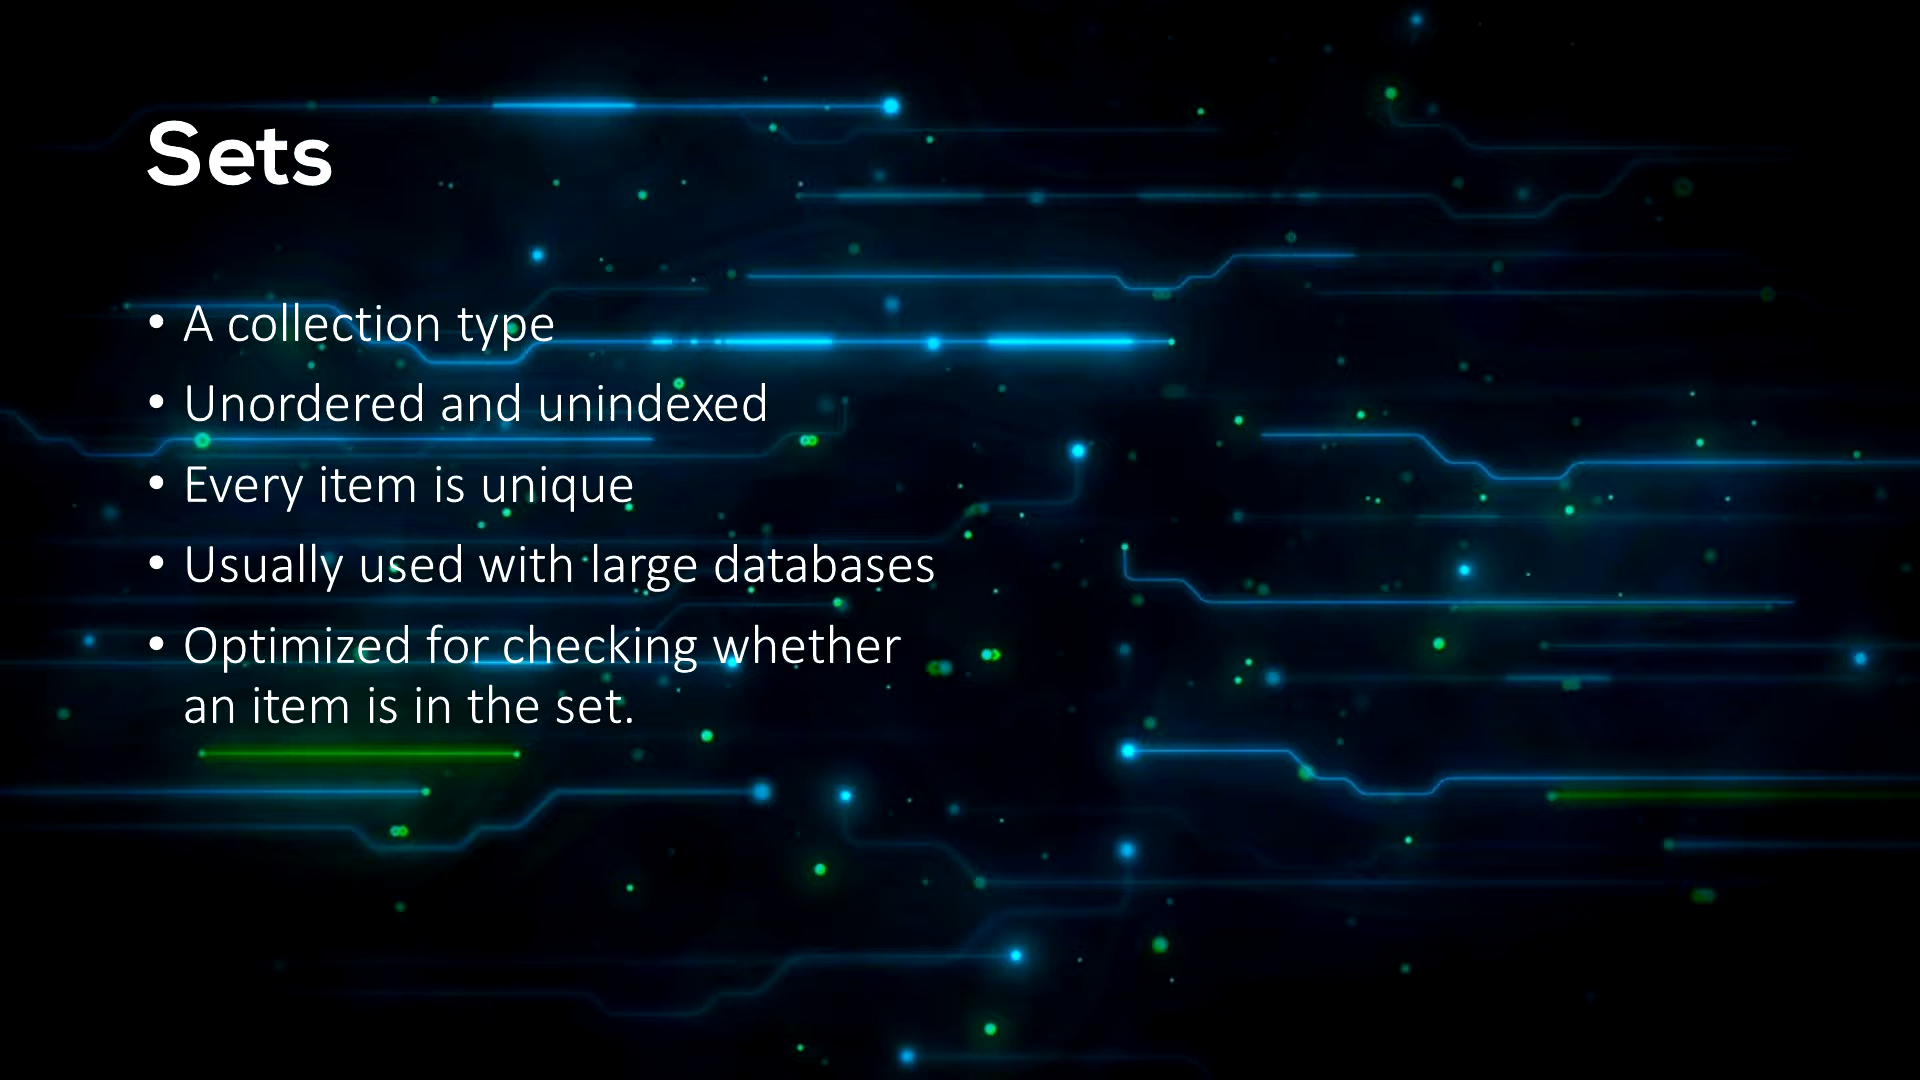 Sets
• A collection type
• Unordered and unindexed
• Every item is unique
• Usually used with large databases
• Optimized for checking whether
an item is in the set.